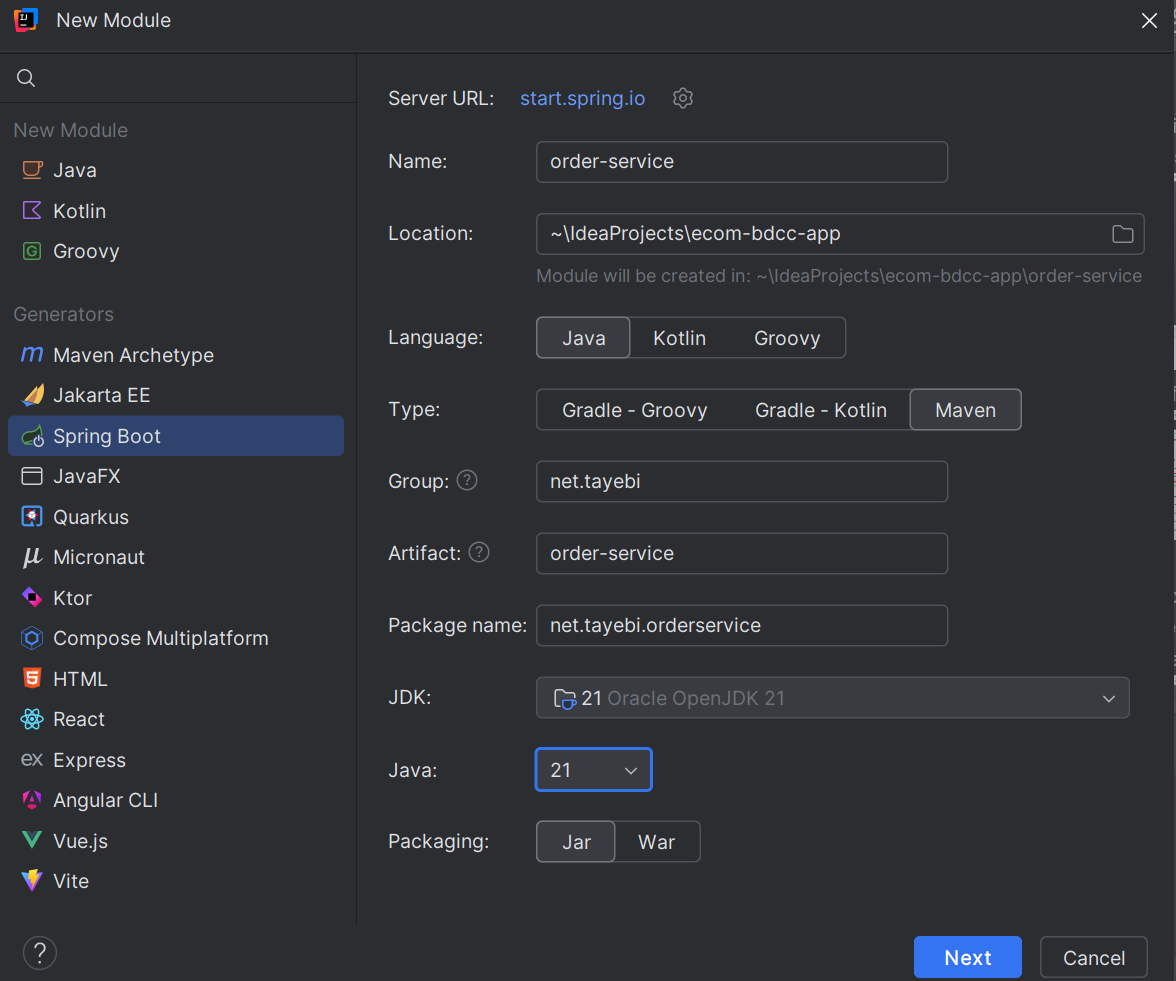 New Module
New Module
Java
Kotlin
Groovy
Generators
Maven Archetype
Jakarta EE
Spring Boot
JavaFX
Quarkus
Micronaut
Ktor
Compose Multiplatform
HTML
React
Express
Angular CLI
Vue.js
Vite
Server URL: start.spring.io
Name: order-service
Location: ~\IdeaProjects\ecom-bdcc-app
Module will be created in: ~\IdeaProjects\ecom-bdcc-app\order-service
Language: Java Kotlin Groovy
Type: Gradle - Groovy Gradle - Kotlin Maven
Group: ? net.tayebi
Artifact: ? order-service
Package name: net.tayebi.orderservice
JDK: 21 Oracle OpenJDK 21
Java: 21
Packaging: Jar War
? Next Cancel